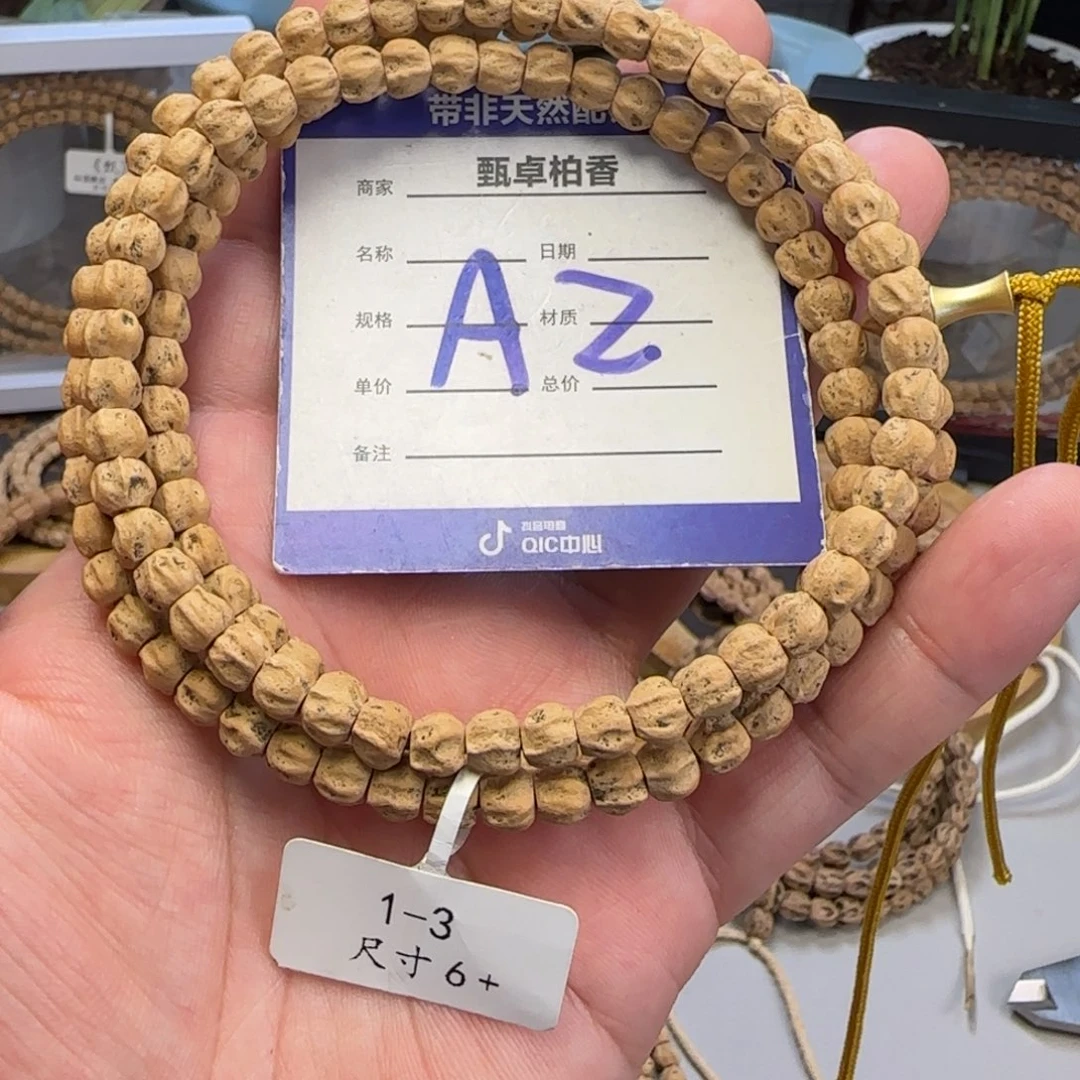 带非天然配
商家 甄卓柏香
名称 日期
AZ
规格 材质
单价 总价
备注
抖音电商
QIC中心
1-3
尺寸6+